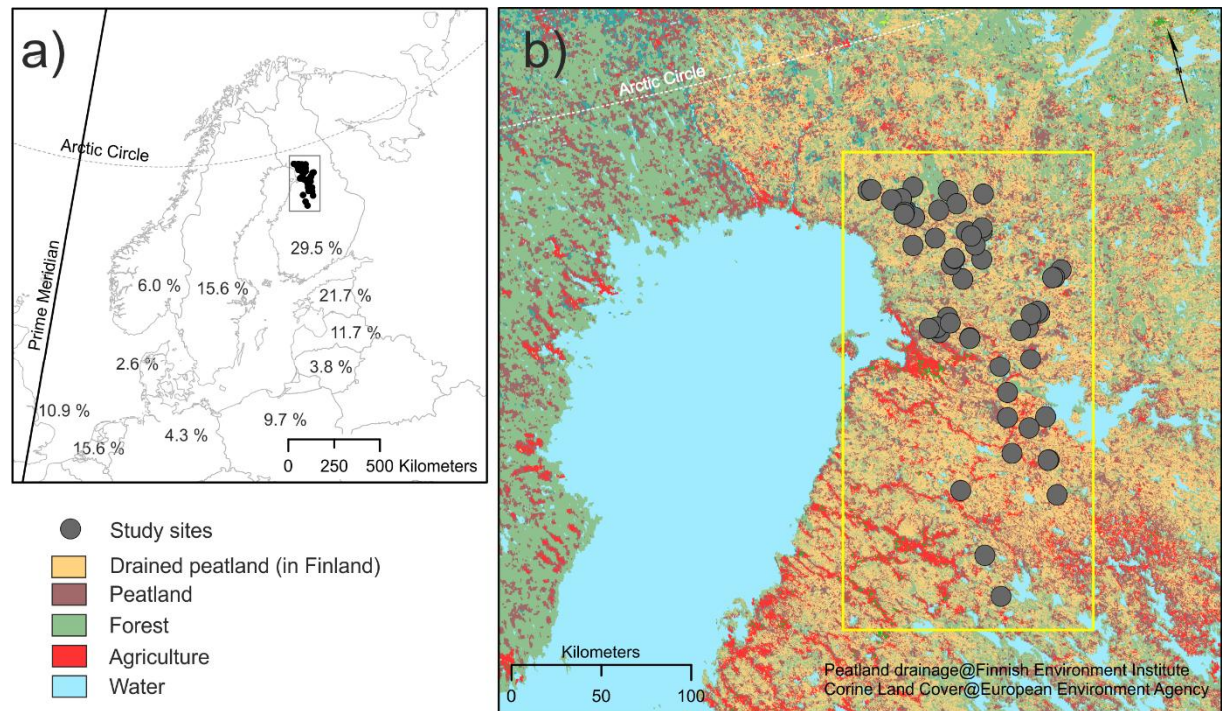 a)
Arctic Circle
Prime Meridian
29.5 %
6.0 %
15.6 %
21.7 %
11.7 %
2.6 %
3.8 %
10.9 %
9.7 %
4.3 %
15.6 %
0 250 500 Kilometers
Study sites
Drained peatland (in Finland)
Peatland
Forest
Agriculture
Water
b)
Arctic Circle
N
Kilometers
0 50 100
Peatland drainage@Finnish Environment Institute
Corine Land Cover@European Environment Agency